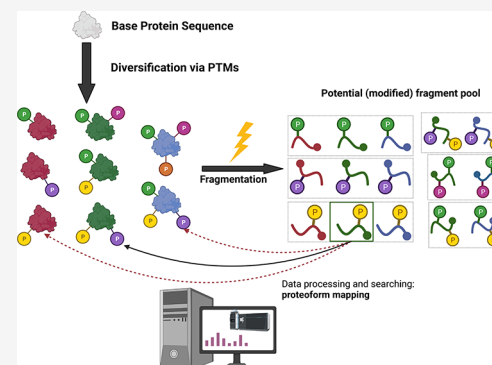 Base Protein Sequence
Diversification via PTMs
Potential (modified) fragment pool
P P P P P P
P P P P P P P
P P P P P P P
Fragmentation
P P P P P
P P P P
P P P P
Data processing and searching:
proteoform mapping